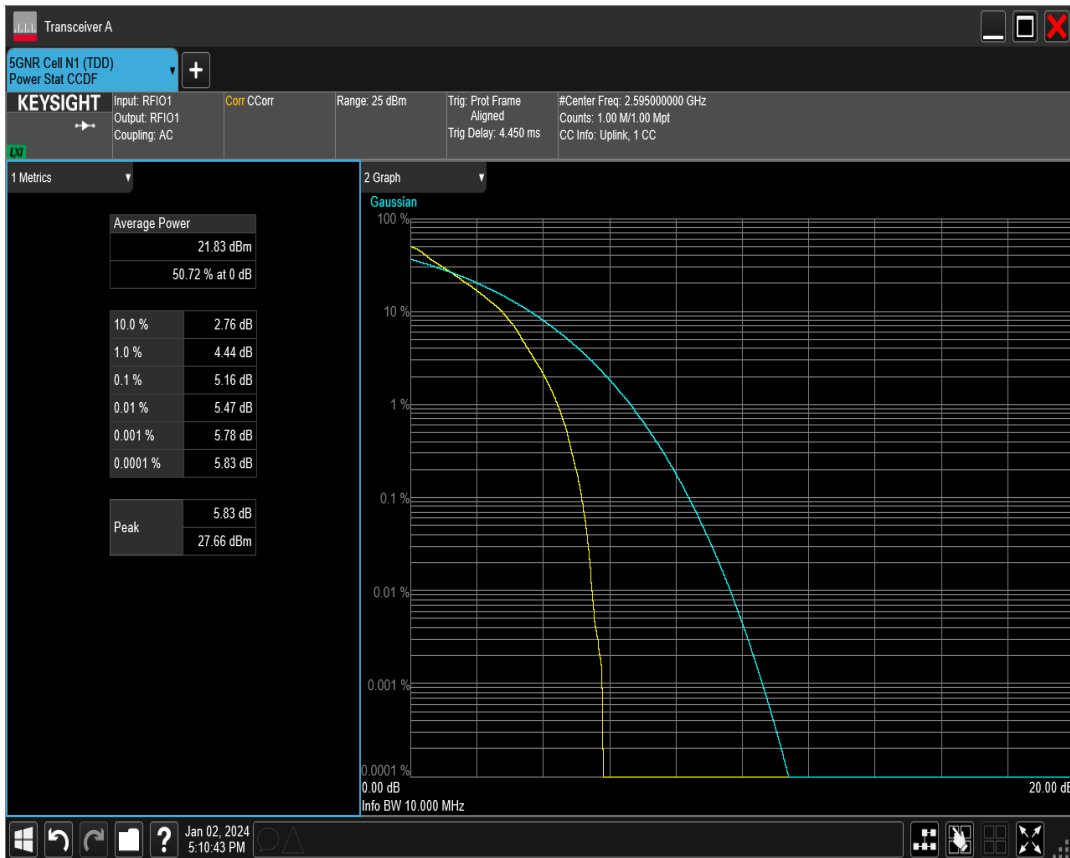 Transceiver A
5GNR Cell N1 (TDD)
Power Stat CCDF
+
KEYSIGHT
LXI
Input: RFIO1
Output: RFIO1
Coupling: AC
Corr CCorr
Range: 25 dBm
Trig: Prot Frame
Aligned
Trig Delay: 4.450 ms
#Center Freq: 2.595000000 GHz
Counts: 1.00 M/1.00 Mpt
CC Info: Uplink, 1 CC
1 Metrics
Average Power
21.83 dBm
50.72 % at 0 dB
10.0 % 2.76 dB
1.0 % 4.44 dB
0.1 % 5.16 dB
0.01 % 5.47 dB
0.001 % 5.78 dB
0.0001 % 5.83 dB
Peak
5.83 dB
27.66 dBm
2 Graph
Gaussian
100 %
10 %
1 %
0.1 %
0.01 %
0.001 %
0.0001 %
0.00 dB 20.00 dB
Info BW 10.000 MHz
?
Jan 02, 2024
5:10:43 PM